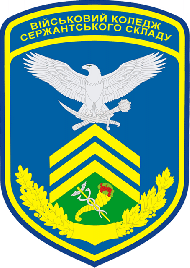 ВІЙСЬКОВИЙ КОЛЕДЖ
СЕРЖАНТСЬКОГО СКЛАДУ